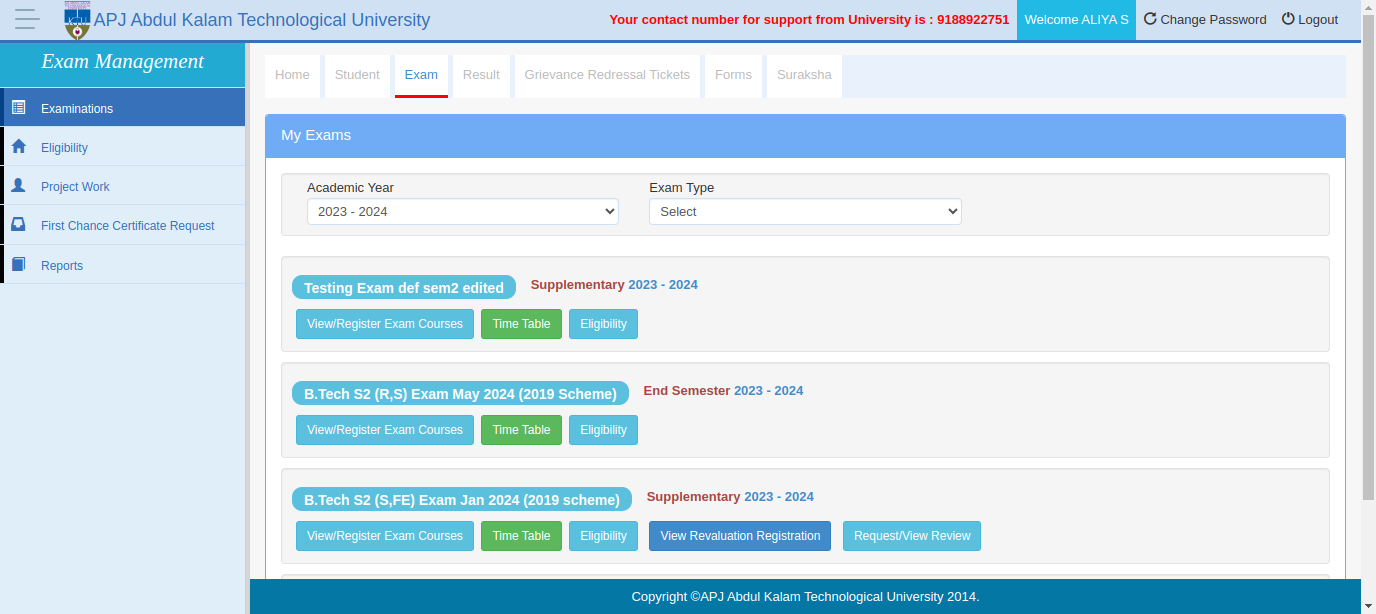 APJ Abdul Kalam Technological University
Your contact number for support from University is : 9188922751
Welcome ALIYA S
Change Password
Logout
Exam Management
Examinations
Eligibility
Project Work
First Chance Certificate Request
Reports
Home Student Exam Result Grievance Redressal Tickets Forms Suraksha
My Exams
Academic Year Exam Type
2023 - 2024 Select
Testing Exam def sem2 edited Supplementary 2023 - 2024
View/Register Exam Courses Time Table Eligibility
B.Tech S2 (R,S) Exam May 2024 (2019 Scheme) End Semester 2023 - 2024
View/Register Exam Courses Time Table Eligibility
B.Tech S2 (S,FE) Exam Jan 2024 (2019 scheme) Supplementary 2023 - 2024
View/Register Exam Courses Time Table Eligibility View Revaluation Registration Request/View Review
Copyright ©APJ Abdul Kalam Technological University 2014.